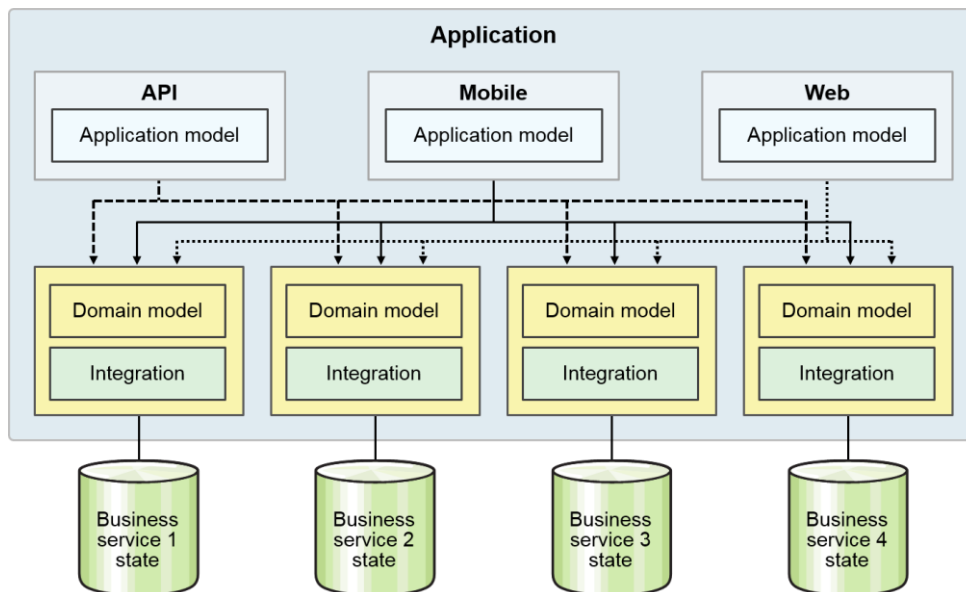 Application
API
Mobile
Web
Application model
Application model
Application model
Domain model
Domain model
Domain model
Domain model
Integration
Integration
Integration
Integration
Business
service 1
state
Business
service 2
state
Business
service 3
state
Business
service 4
state